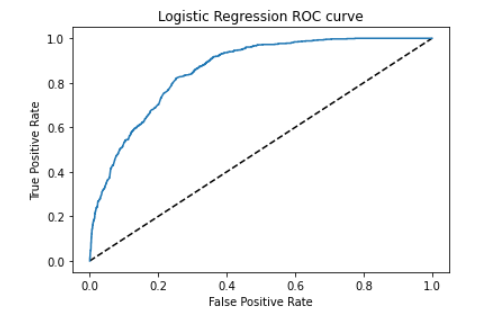 Logistic Regression ROC curve
1.0
0.8
0.6
0.4
0.2
0.0
True Positive Rate
0.0 0.2 0.4 0.6 0.8 1.0
False Positive Rate